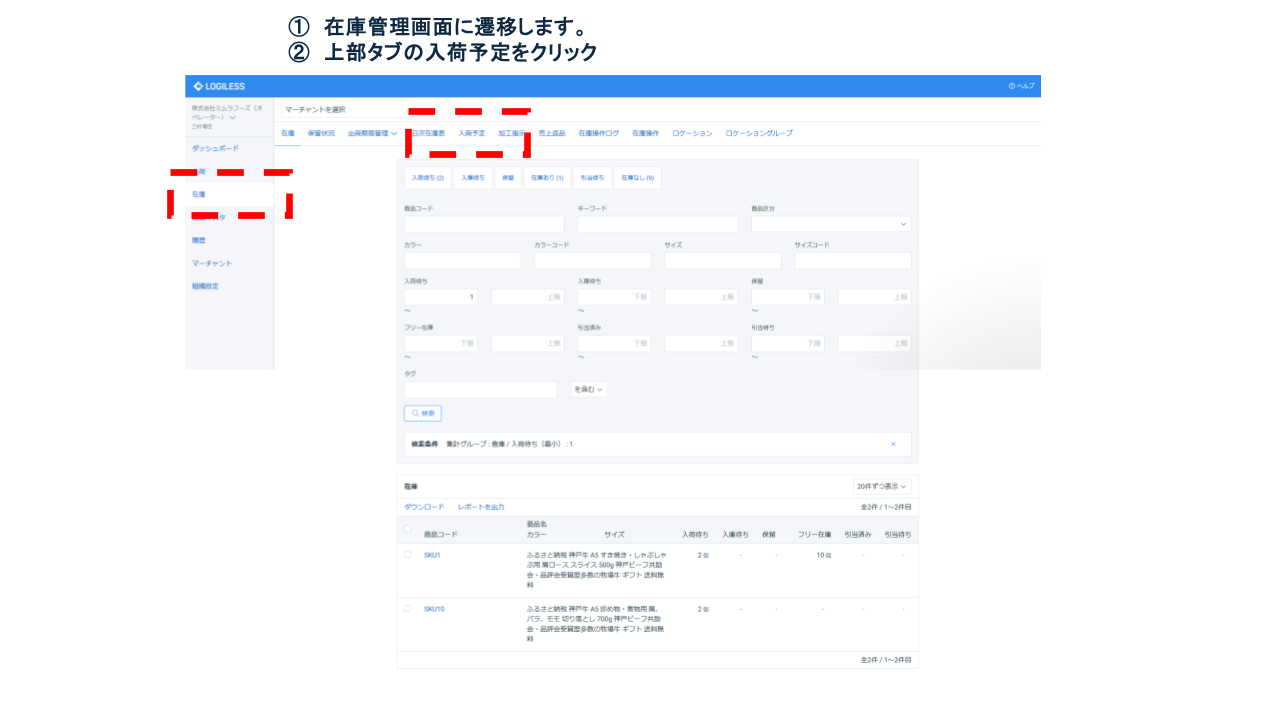 ① 在庫管理画面に遷移します。
② 上部タブの入荷予定をクリック
LOGILESS
ヘルプ
株式会社ミムラフーズ（オ
ペレーター）
三村竜也
マーチャントを選択
在庫 保管状況 出荷期限管理 日次在庫表 入荷予定 加工指示 売上返品 在庫操作ログ 在庫操作 ロケーション ロケーショングループ
ダッシュボード
在庫
履歴
マーチャント
組織設定
入荷待ち (2) 入庫待ち 保留 在庫あり (1) 引当待ち 在庫なし (9)
商品コード キーワード 商品区分
カラー カラーコード サイズ サイズコード
入荷待ち 入庫待ち 保留
1 上限 下限 上限 下限 上限
～ ～ ～
フリー在庫 引当済み 引当待ち
下限 上限 下限 上限 下限 上限
～ ～ ～
タグ
を含む
検索
検索条件 集計グループ : 倉庫 / 入荷待ち（最小） : 1 ×
在庫 20件ずつ表示
ダウンロード レポートを出力 全2件 / 1～2件目
商品コード 商品名 カラー サイズ 入荷待ち 入庫待ち 保留 フリー在庫 引当済み 引当待ち
SKU1 ふるさと納税 神戸牛 A5 すき焼き・しゃぶしゃ 2 個 - - 10 個 - -
ぶ用 肩ロース スライス 500g 神戸ビーフ共励
会・品評会受賞歴多数の牧場牛 ギフト 送料無
料
SKU10 ふるさと納税 神戸牛 A5 炒め物・煮物用 肩、 2 個 - - - - -
バラ、モモ 切り落とし 700g 神戸ビーフ共励
会・品評会受賞歴多数の牧場牛 ギフト 送料無
料
全2件 / 1～2件目